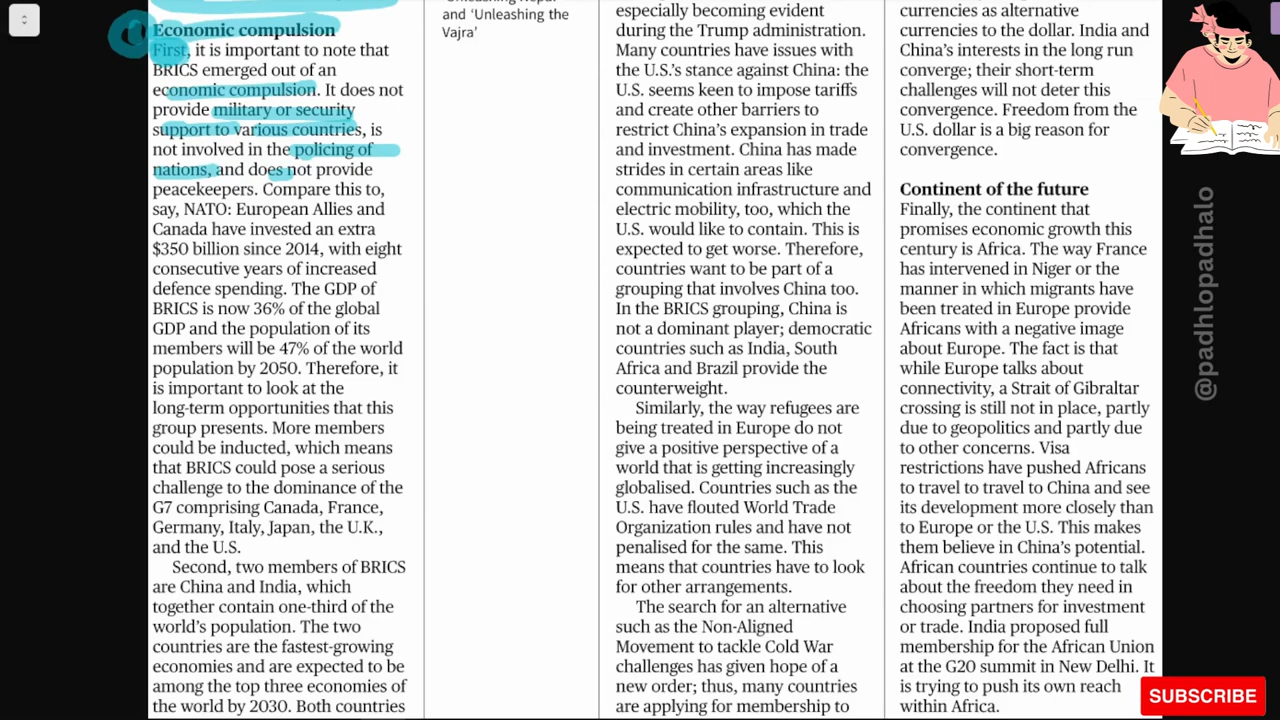 Economic compulsion
First, it is important to note that
BRICS emerged out of an
economic compulsion. It does not
provide military or security
support to various countries, is
not involved in the policing of
nations, and does not provide
peacekeepers. Compare this to,
say, NATO: European Allies and
Canada have invested an extra
$350 billion since 2014, with eight
consecutive years of increased
defence spending. The GDP of
BRICS is now 36% of the global
GDP and the population of its
members will be 47% of the world
population by 2050. Therefore, it
is important to look at the
long-term opportunities that this
group presents. More members
could be inducted, which means
that BRICS could pose a serious
challenge to the dominance of the
G7 comprising Canada, France,
Germany, Italy, Japan, the U.K.,
and the U.S.
Second, two members of BRICS
are China and India, which
together contain one-third of the
world's population. The two
countries are the fastest-growing
economies and are expected to be
among the top three economies of
the world by 2030. Both countries
and 'Unleashing the
Vajra'
especially becoming evident
during the Trump administration.
Many countries have issues with
the U.S.'s stance against China: the
U.S. seems keen to impose tariffs
and create other barriers to
restrict China's expansion in trade
and investment. China has made
strides in certain areas like
communication infrastructure and
electric mobility, too, which the
U.S. would like to contain. This is
expected to get worse. Therefore,
countries want to be part of a
grouping that involves China too.
In the BRICS grouping, China is
not a dominant player; democratic
countries such as India, South
Africa and Brazil provide the
counterweight.
Similarly, the way refugees are
being treated in Europe do not
give a positive perspective of a
world that is getting increasingly
globalised. Countries such as the
U.S. have flouted World Trade
Organization rules and have not
penalised for the same. This
means that countries have to look
for other arrangements.
The search for an alternative
such as the Non-Aligned
Movement to tackle Cold War
challenges has given hope of a
new order; thus, many countries
are applying for membership to
currencies as alternative
currencies to the dollar. India and
China's interests in the long run
converge; their short-term
challenges will not deter this
convergence. Freedom from the
U.S. dollar is a big reason for
convergence.
Continent of the future
Finally, the continent that
promises economic growth this
century is Africa. The way France
has intervened in Niger or the
manner in which migrants have
been treated in Europe provide
Africans with a negative image
about Europe. The fact is that
while Europe talks about
connectivity, a Strait of Gibraltar
crossing is still not in place, partly
due to geopolitics and partly due
to other concerns. Visa
restrictions have pushed Africans
to travel to travel to China and see
its development more closely than
to Europe or the U.S. This makes
them believe in China's potential.
African countries continue to talk
about the freedom they need in
choosing partners for investment
or trade. India proposed full
membership for the African Union
at the G20 summit in New Delhi. It
is trying to push its own reach
within Africa.
@padhlopadhalo
SUBSCRIBE